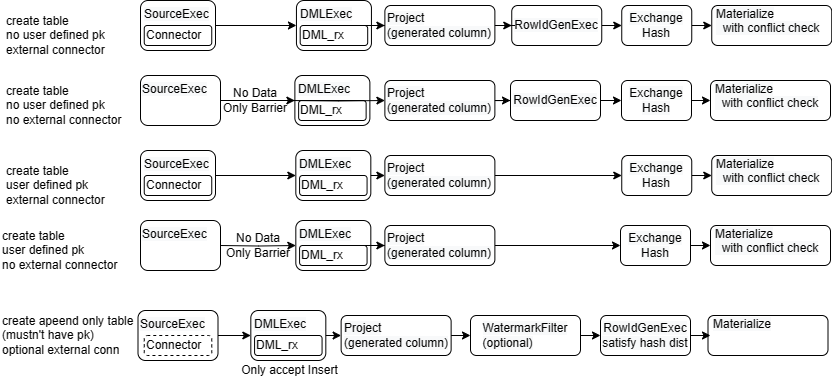 create table
no user defined pk
external connector
SourceExec
Connector
DMLExec
DML_rx
Project
(generated column)
RowIdGenExec
Exchange
Hash
Materialize
with conflict check
create table
no user defined pk
no external connector
SourceExec
No Data
Only Barrier
DMLExec
DML_rx
Project
(generated column)
RowIdGenExec
Exchange
Hash
Materialize
with conflict check
create table
user defined pk
external connector
SourceExec
Connector
DMLExec
DML_rx
Project
(generated column)
Exchange
Hash
Materialize
with conflict check
create table
user defined pk
no external connector
SourceExec
No Data
Only Barrier
DMLExec
DML_rx
Project
(generated column)
Exchange
Hash
Materialize
with conflict check
create apeend only table
(mustn't have pk)
optional external conn
SourceExec
Connector
DMLExec
DML_rx
Only accept Insert
Project
(generated column)
WatermarkFilter
(optional)
RowIdGenExec
satisfy hash dist
Materialize